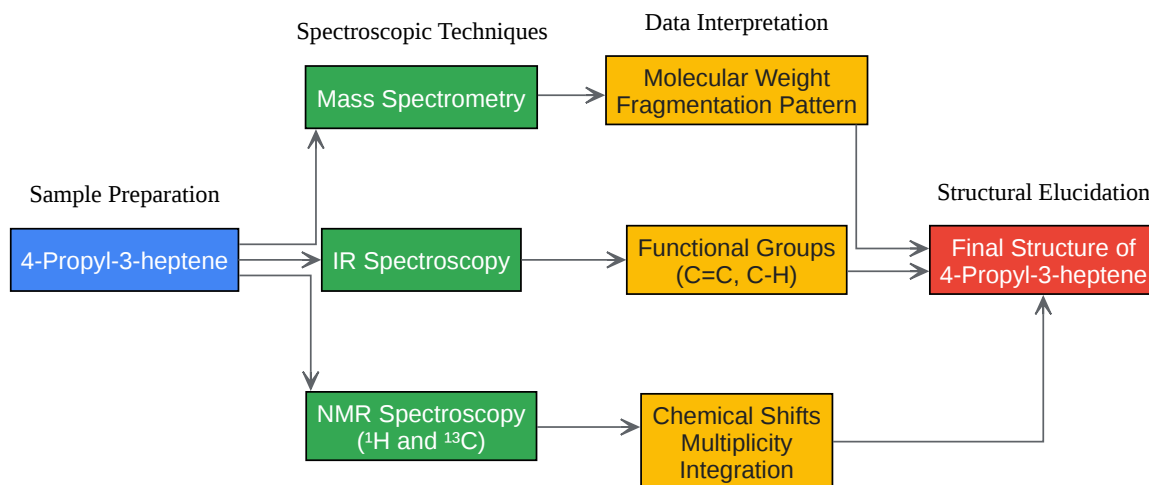 Spectroscopic Techniques
Data Interpretation
Mass Spectrometry
Molecular Weight
Fragmentation Pattern
Sample Preparation
Structural Elucidation
4-Propyl-3-heptene
IR Spectroscopy
Functional Groups
(C=C, C-H)
Final Structure of
4-Propyl-3-heptene
NMR Spectroscopy
(¹H and ¹³C)
Chemical Shifts
Multiplicity
Integration